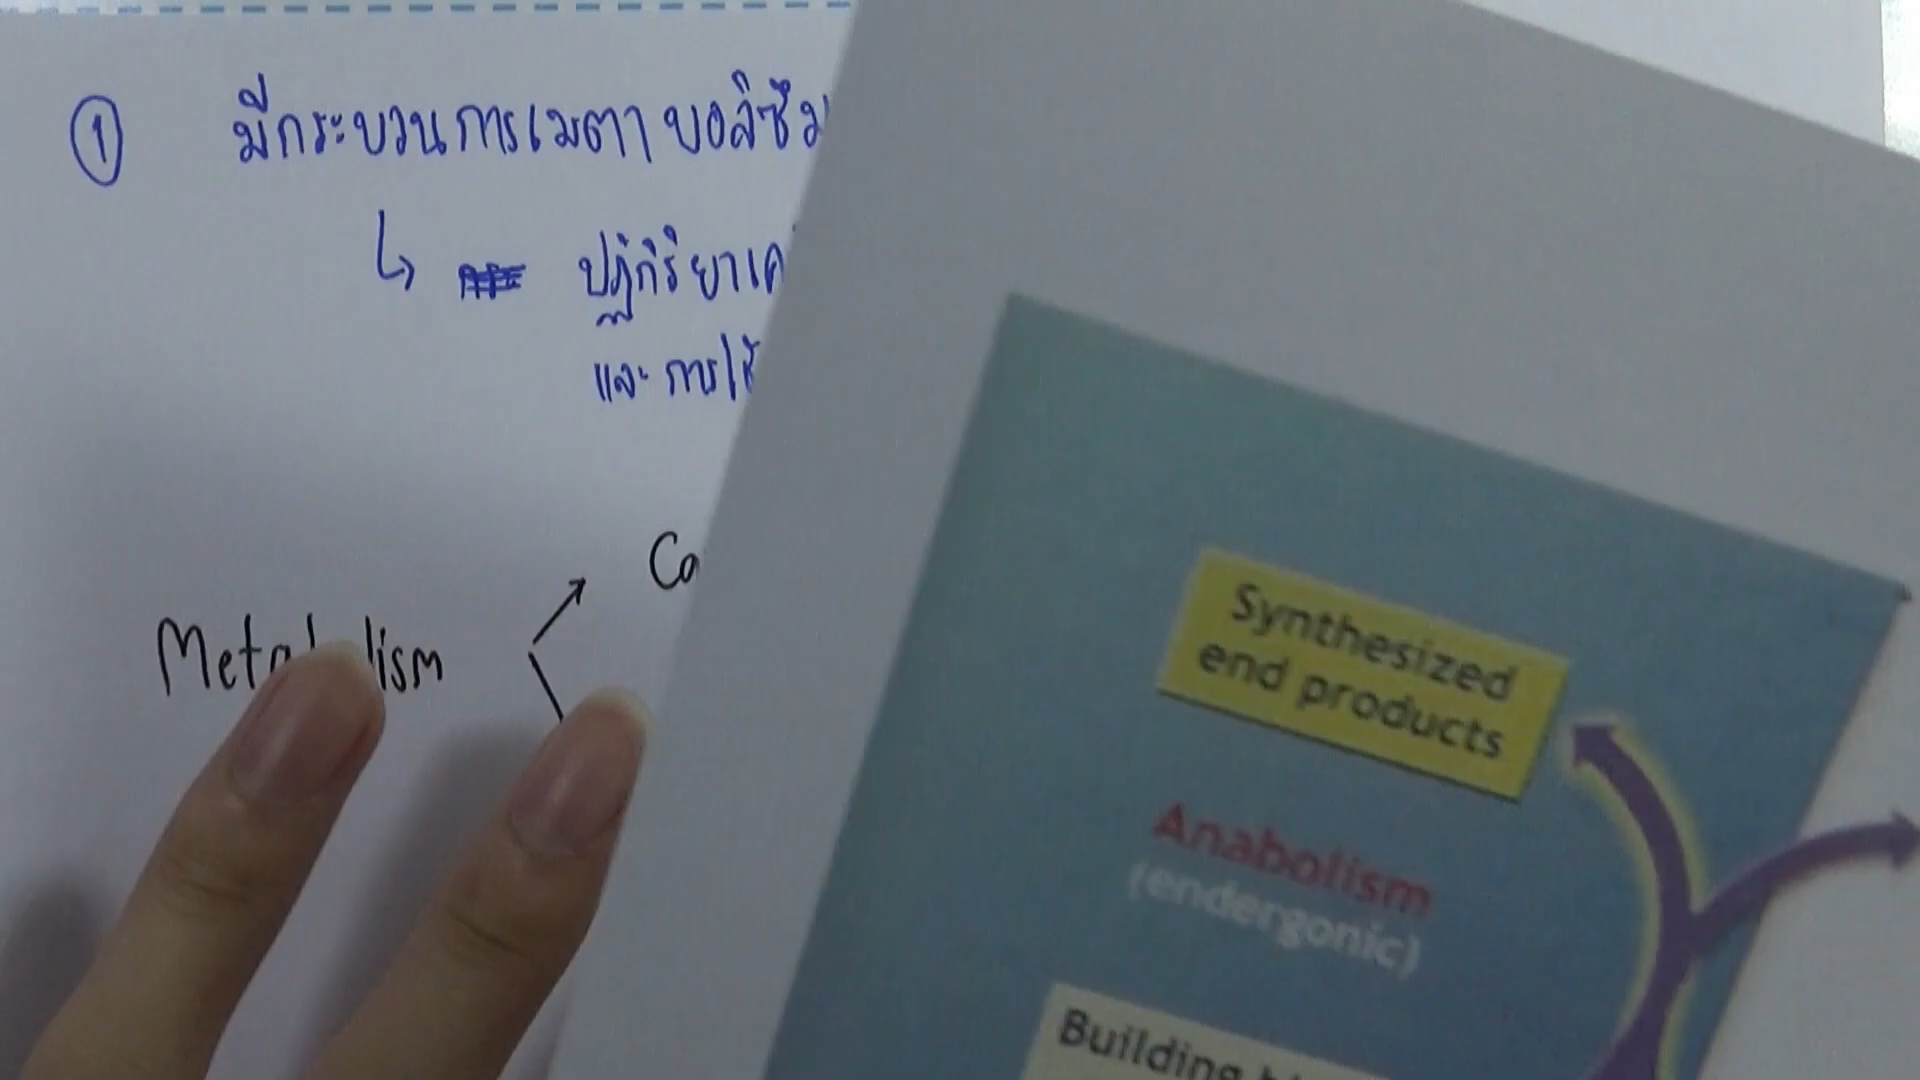 ① มีกระบวนการเมตาบอลิซึม
↳ ปฏิกิริยาเค
และ การใช้
Metabolism
Ca
Synthesized
end products
Anabolism
(endergonic)
Building